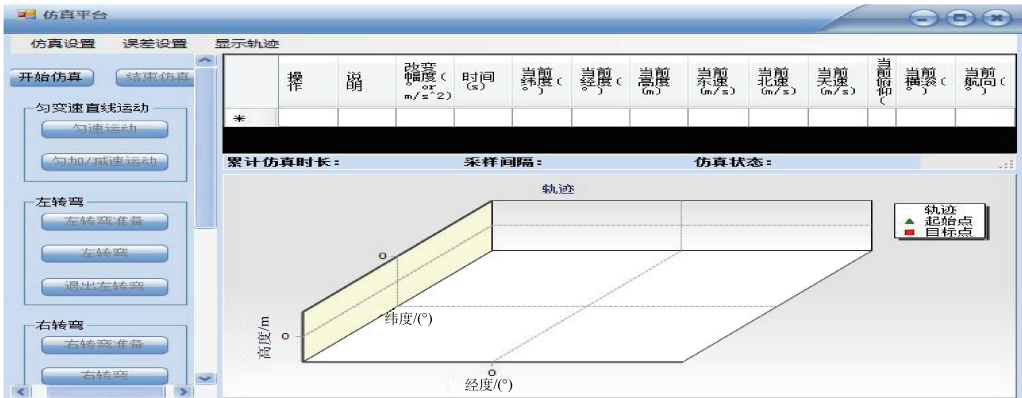 仿真平台
仿真设置 误差设置 显示轨迹
开始仿真 结束仿真
匀变速直线运动
匀速运动
匀加/减速运动
左转弯
左转弯准备
左转弯
退出左转弯
右转弯
右转弯准备
右转弯
操作
说明
改变幅度(° or m/s^2)
时间(s)
当前纬度(°)
当前经度(°)
当前高度(m)
当前东速(m/s)
当前北速(m/s)
当前天速(m/s)
当前俯仰(
当前横滚(°)
当前航向(°)
*
累计仿真时长: 采样间隔: 仿真状态:
轨迹
轨迹
起始点
目标点
0
纬度/(°)
高度/m
0
0
经度/(°)